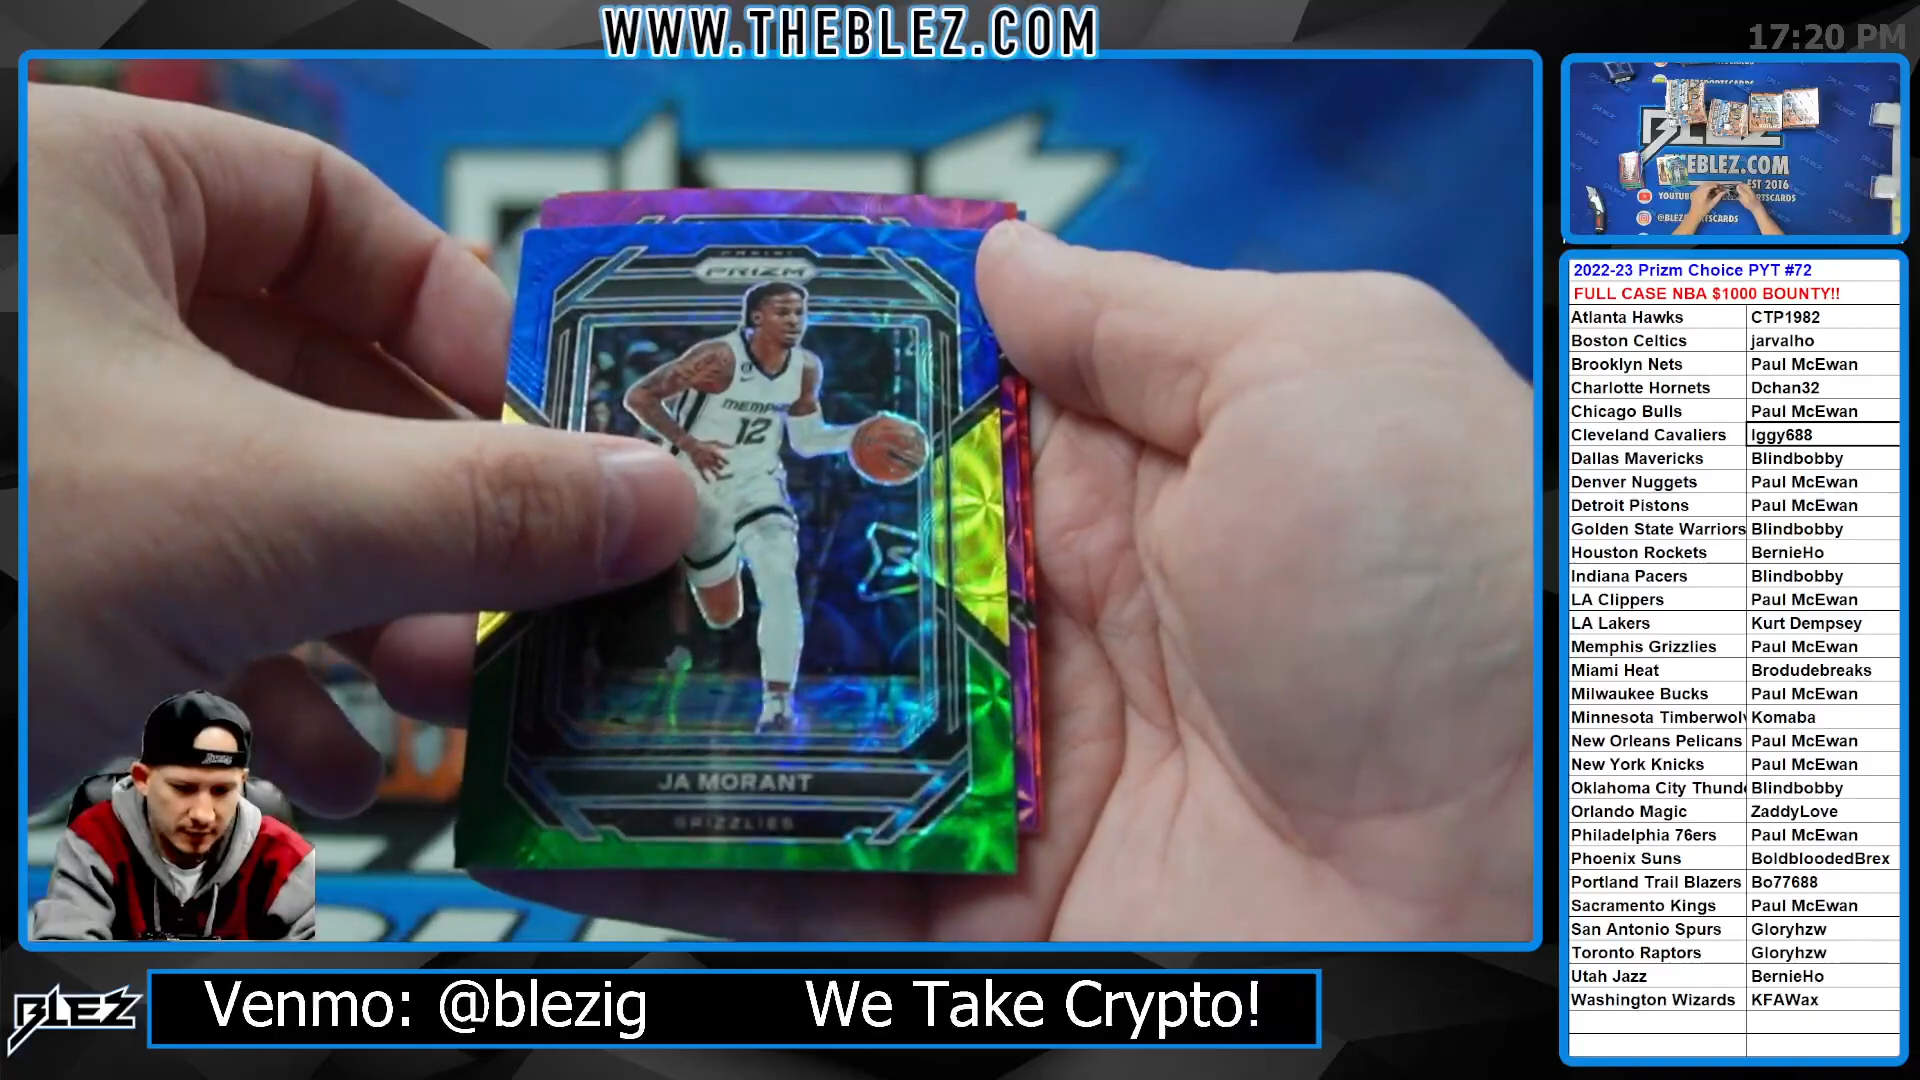 WWW.THEBLEZ.COM
17:20 PM
PANINI
PRIZM
MEMPHIS
12
JA MORANT
GRIZZLIES
BLEZ
EBLEZ.COM
EST 2016
2022-23 Prizm Choice PYT #72
FULL CASE NBA $1000 BOUNTY!!
Atlanta Hawks CTP1982
Boston Celtics jarvalho
Brooklyn Nets Paul McEwan
Charlotte Hornets Dchan32
Chicago Bulls Paul McEwan
Cleveland Cavaliers Iggy688
Dallas Mavericks Blindbobby
Denver Nuggets Paul McEwan
Detroit Pistons Paul McEwan
Golden State Warriors Blindbobby
Houston Rockets BernieHo
Indiana Pacers Blindbobby
LA Clippers Paul McEwan
LA Lakers Kurt Dempsey
Memphis Grizzlies Paul McEwan
Miami Heat Brodudebreaks
Milwaukee Bucks Paul McEwan
Minnesota Timberwolv Komaba
New Orleans Pelicans Paul McEwan
New York Knicks Paul McEwan
Oklahoma City Thunde Blindbobby
Orlando Magic ZaddyLove
Philadelphia 76ers Paul McEwan
Phoenix Suns BoldbloodedBrex
Portland Trail Blazers Bo77688
Sacramento Kings Paul McEwan
San Antonio Spurs Gloryhzw
Toronto Raptors Gloryhzw
Utah Jazz BernieHo
Washington Wizards KFAWax
BLEZ
Venmo: @blezig We Take Crypto!